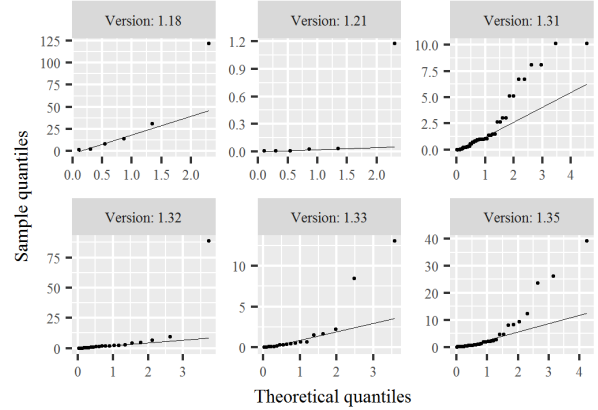 Version: 1.18
Version: 1.21
Version: 1.31
125
100
75
50
25
0
0.0 0.5 1.0 1.5 2.0
1.2
0.9
0.6
0.3
0.0
0.0 0.5 1.0 1.5 2.0
10.0
7.5
5.0
2.5
0.0
0 1 2 3 4
Sample quantiles
Version: 1.32
Version: 1.33
Version: 1.35
75
50
25
0
0 1 2 3
10
5
0
0 1 2 3
40
30
20
10
0
0 1 2 3 4
Theoretical quantiles